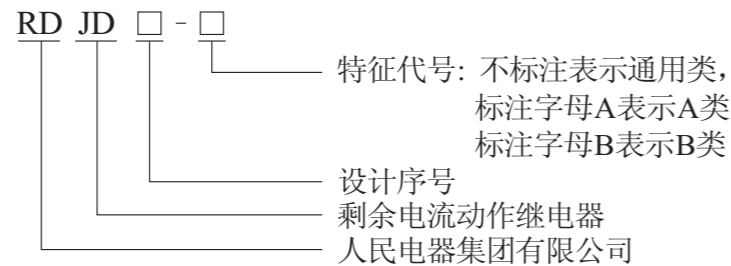 RD JD □ - □
特征代号: 不标注表示通用类,
标注字母A表示A类
标注字母B表示B类
设计序号
剩余电流动作继电器
人民电器集团有限公司